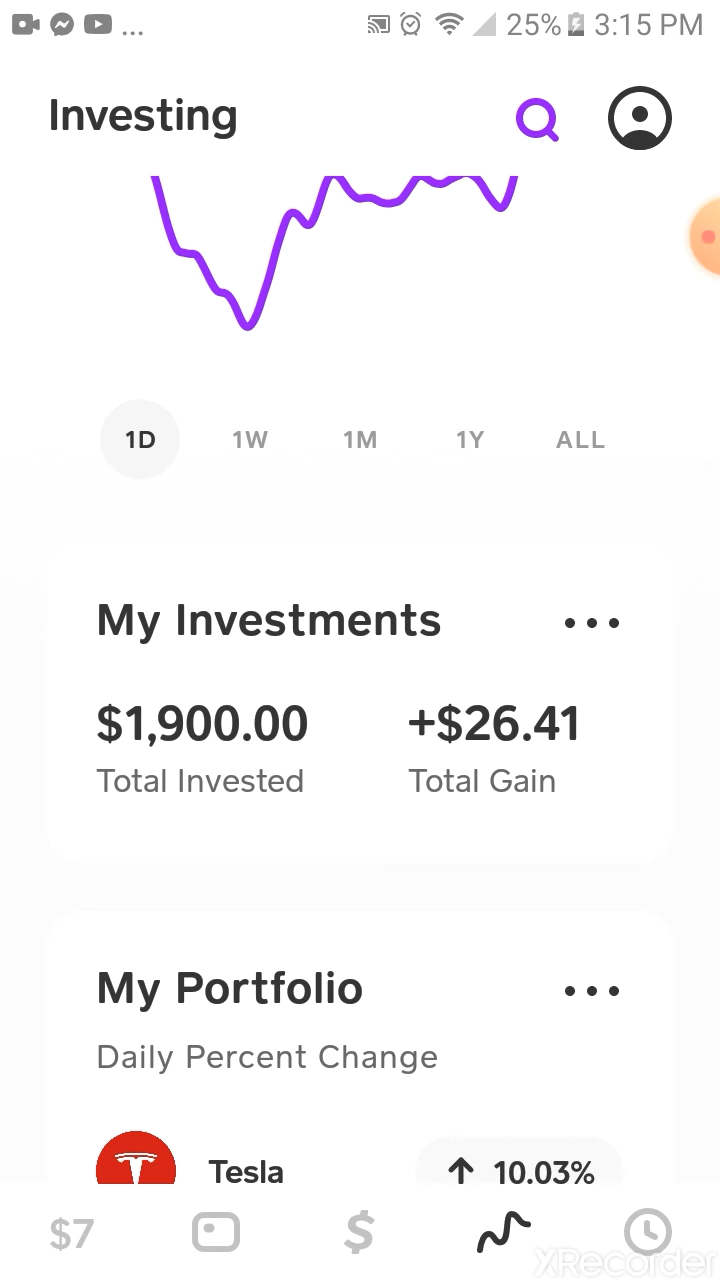 ... 25% 3:15 PM
Investing
1D 1W 1M 1Y ALL
My Investments
$1,900.00 +$26.41
Total Invested Total Gain
My Portfolio
Daily Percent Change
Tesla 10.03%
$7 $
XRecorder